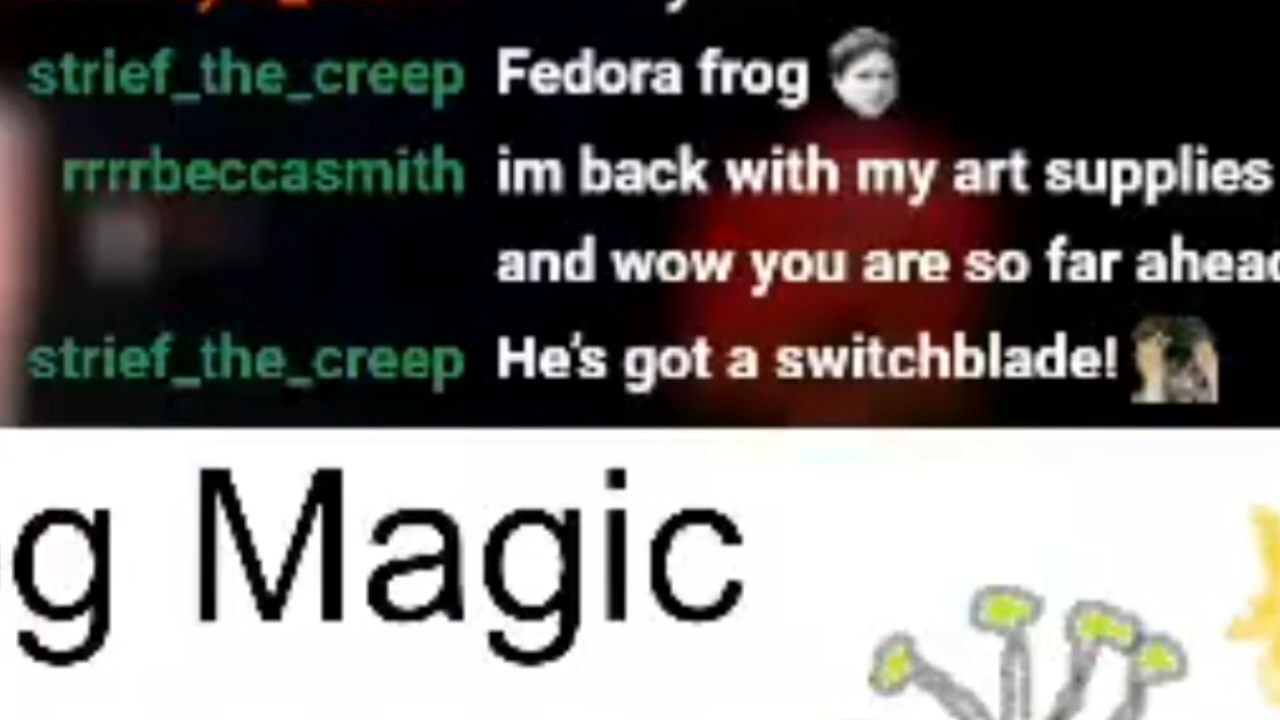 strief_the_creep Fedora frog
rrrrbeccasmith im back with my art supplies
and wow you are so far ahead
strief_the_creep He's got a switchblade!
g Magic